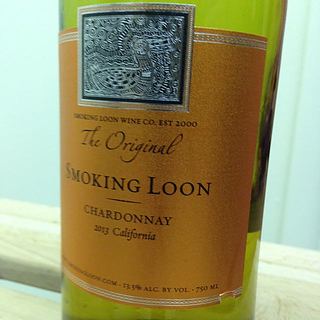 SMOKING LOON WINE CO. EST 2000
The Original
SMOKING LOON
CHARDONNAY
2013 California
13.5% ALC. BY VOL - 750 ML